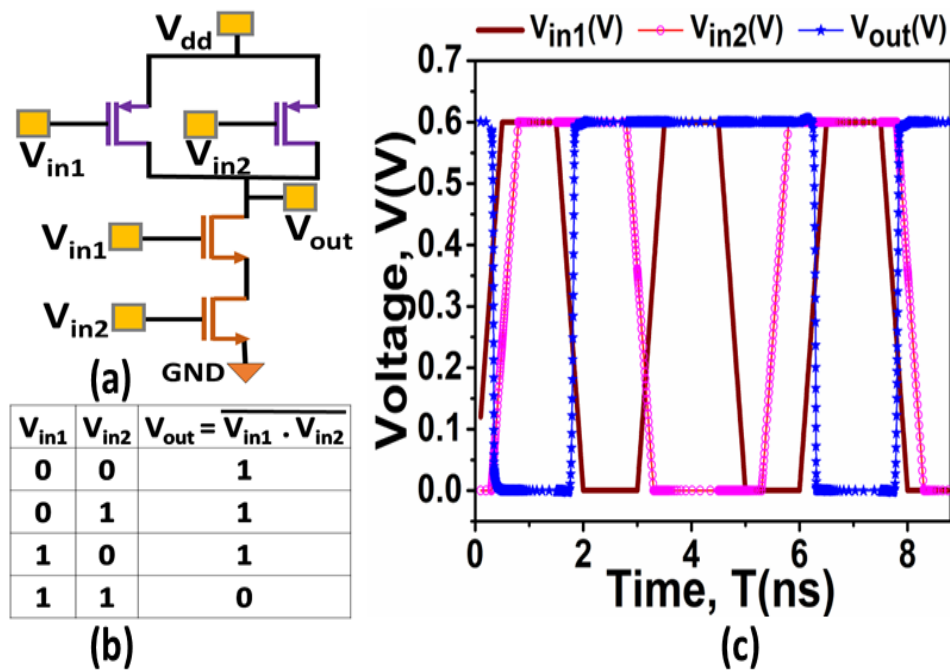 Vdd
Vin1
Vin2
Vout
Vin1
Vin2
GND
(a)
Vin1 Vin2 Vout = Vin1 . Vin2
0 0 1
0 1 1
1 0 1
1 1 0
(b)
Vin1(V) Vin2(V) Vout(V)
Voltage, V(V)
0.7
0.6
0.5
0.4
0.3
0.2
0.1
0.0
0 2 4 6 8
Time, T(ns)
(c)